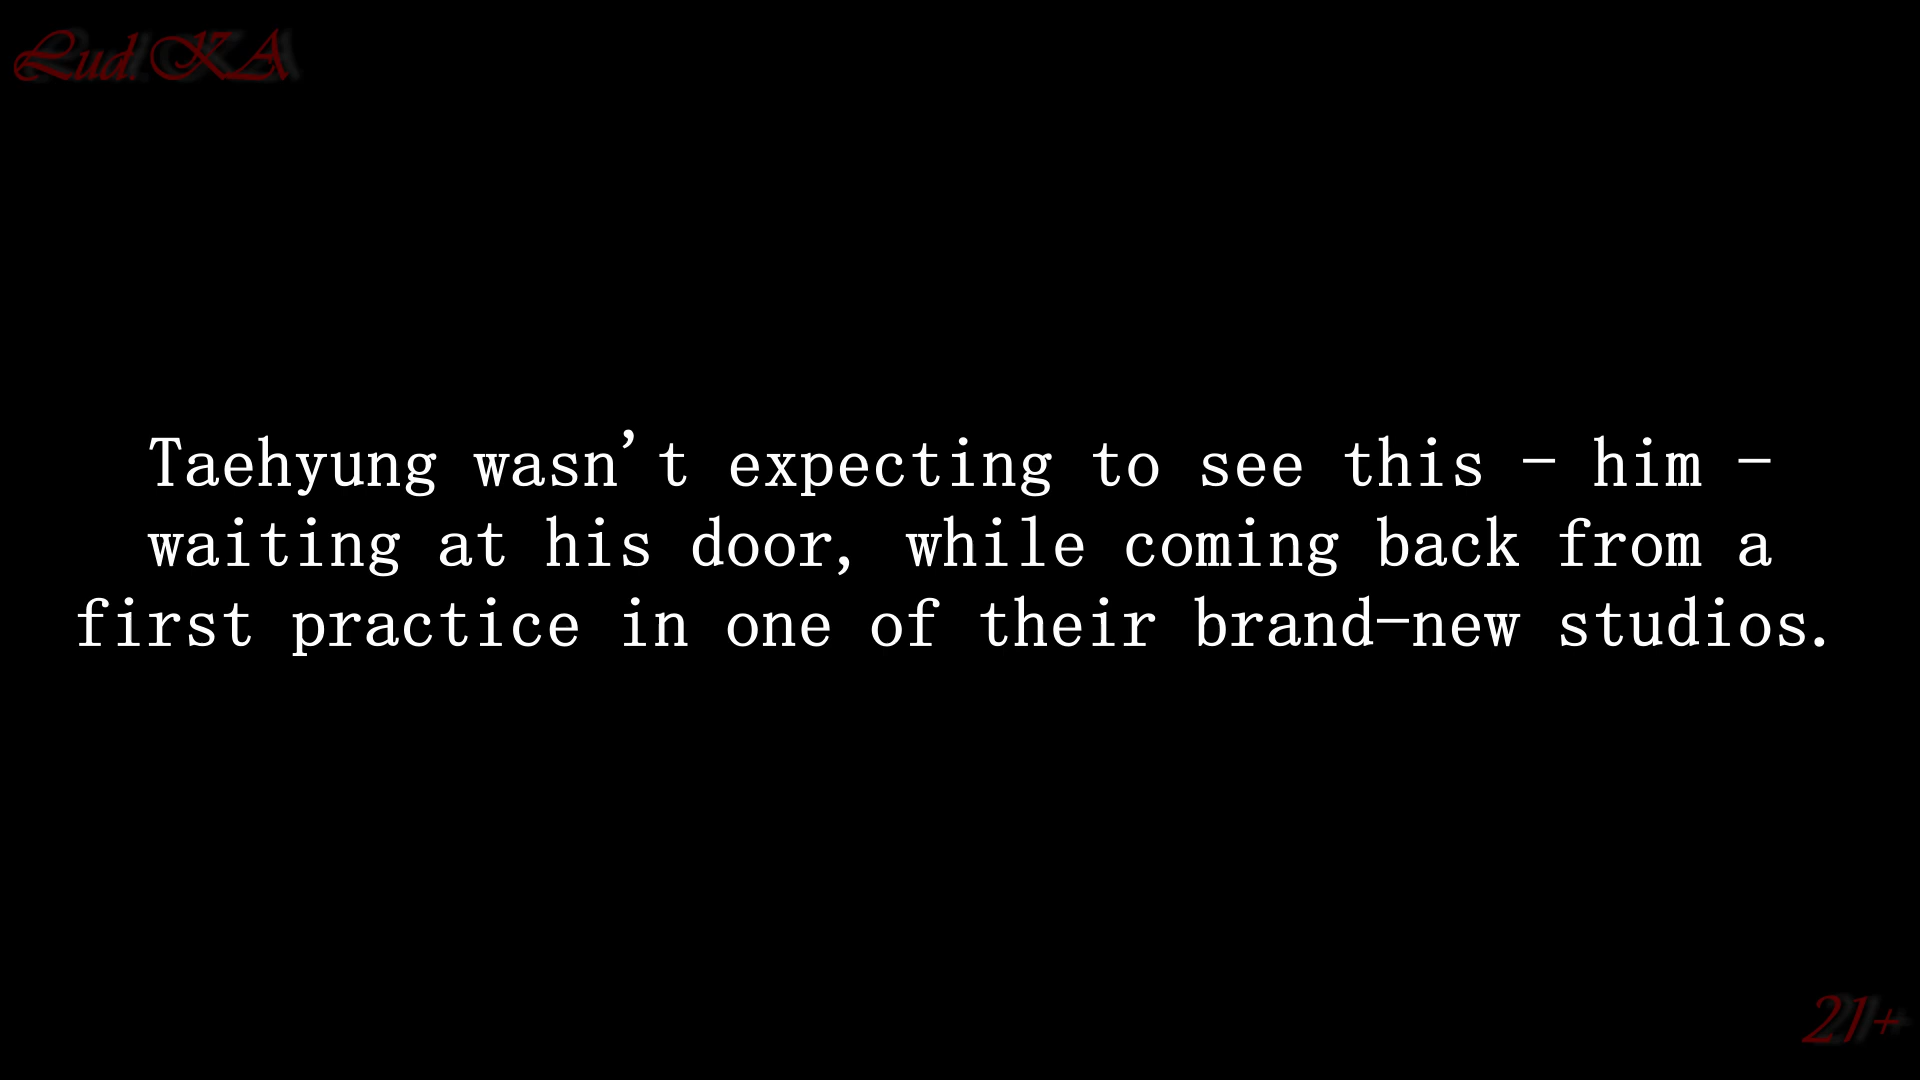 Lud.KA
Taehyung wasn't expecting to see this - him -
waiting at his door, while coming back from a
first practice in one of their brand-new studios.
21+